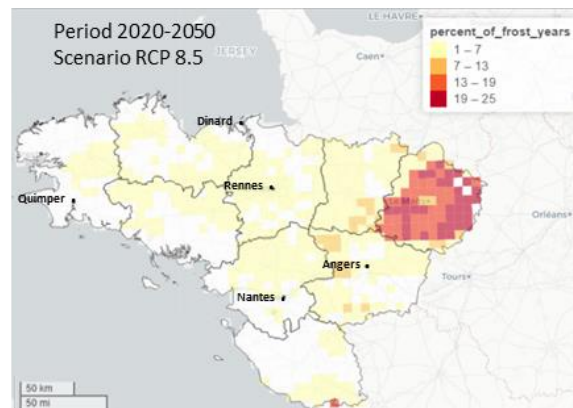 Period 2020-2050
Scenario RCP 8.5
LE HAVRE
JERSEY
Caen
percent_of_frost_years
1 – 7
7 – 13
13 – 19
19 – 25
Dinard
Rennes
Quimper
Orléans
Angers
Tours
Nantes
50 km
50 mi